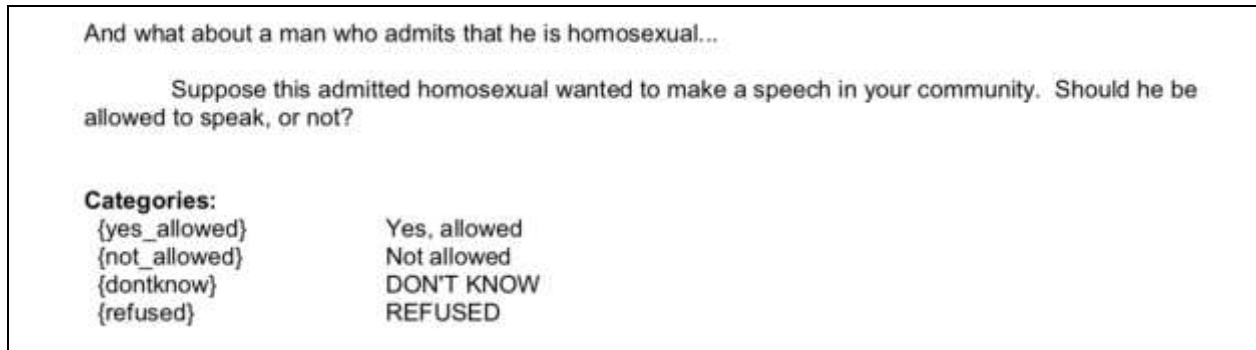 And what about a man who admits that he is homosexual...
Suppose this admitted homosexual wanted to make a speech in your community.  Should he be
allowed to speak, or not?
Categories:
{yes_allowed} Yes, allowed
{not_allowed} Not allowed
{dontknow} DON'T KNOW
{refused} REFUSED